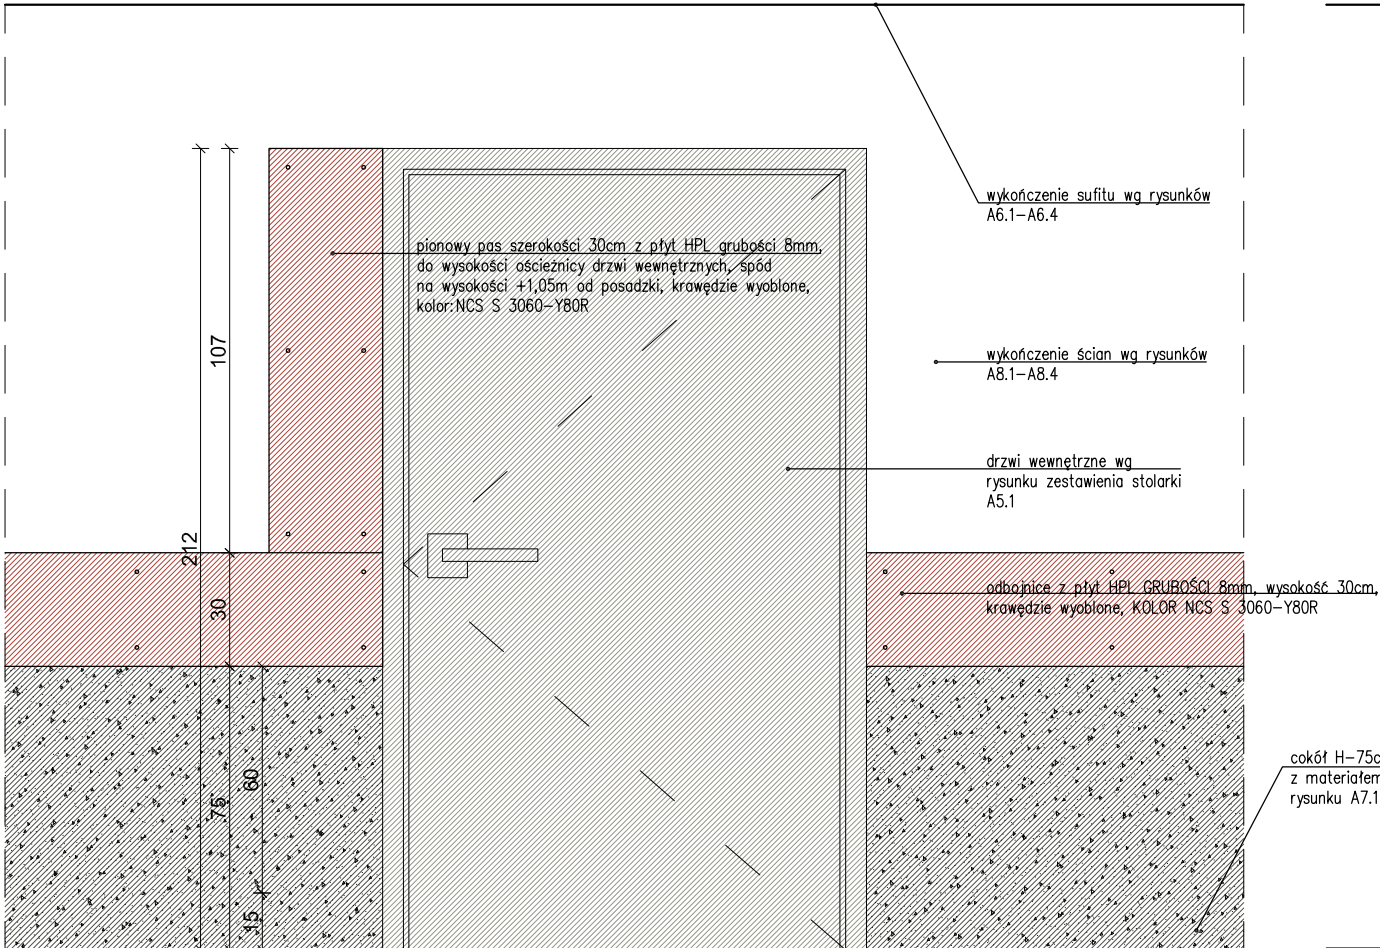 wykończenie sufitu wg rysunków
A6.1-A6.4
pionowy pas szerokości 30cm z płyt HPL grubości 8mm,
do wysokości ościeżnicy drzwi wewnętrznych, spód
na wysokości +1,05m od posadzki, krawędzie wyoblone,
kolor:NCS S 3060-Y80R
107
wykończenie ścian wg rysunków
A8.1-A8.4
drzwi wewnętrzne wg
rysunku zestawienia stolarki
A5.1
212
30
odbojnice z płyt HPL GRUBOŚCI 8mm, wysokość 30cm,
krawędzie wyoblone, KOLOR NCS S 3060-Y80R
75
60
15
cokół H-75c
z materiałem
rysunku A7.1